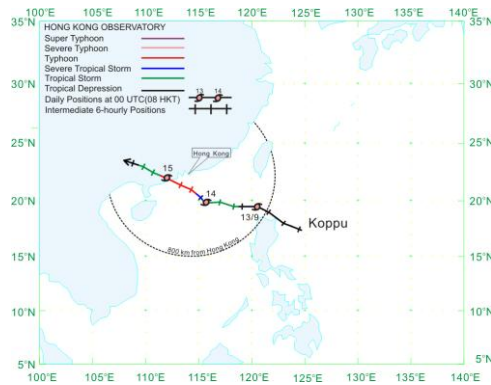 100°E 105°E 110°E 115°E 120°E 125°E 130°E 135°E
35°N 35°N
HONG KONG OBSERVATORY
Super Typhoon
Severe Typhoon
Typhoon
Severe Tropical Storm
Tropical Storm
Tropical Depression
Daily Positions at 00 UTC(08 HKT) 13 14
Intermediate 6-hourly Positions
30°N 30°N
25°N 25°N
Hong Kong
15
14
20°N 20°N
13/9
Koppu
800 km from Hong Kong
15°N 15°N
10°N 10°N
5°N 5°N
100°E 105°E 110°E 115°E 120°E 125°E 130°E 135°E